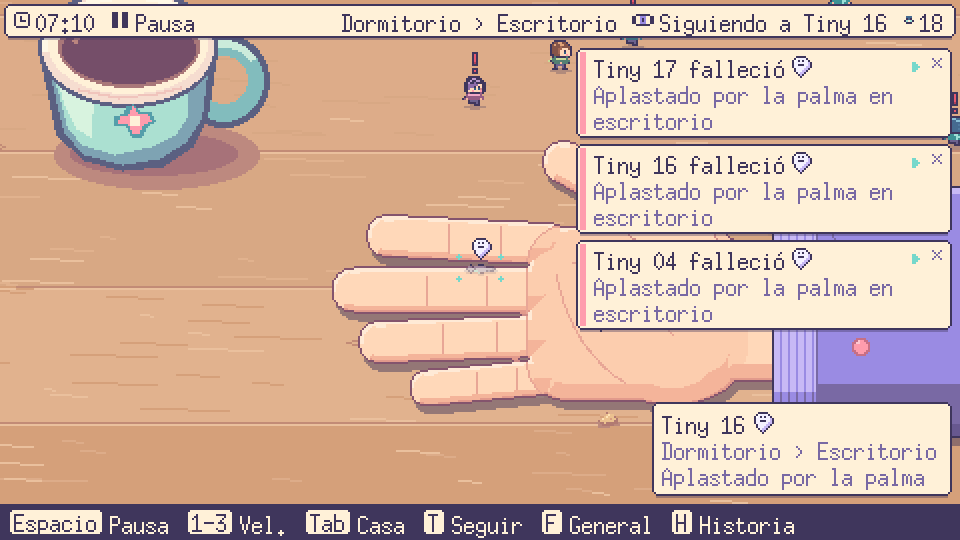 07:10 Pausa
Dormitorio > Escritorio Siguiendo a Tiny 16 18
Tiny 17 falleció
Aplastado por la palma en
escritorio
Tiny 16 falleció
Aplastado por la palma en
escritorio
Tiny 04 falleció
Aplastado por la palma en
escritorio
Tiny 16
Dormitorio > Escritorio
Aplastado por la palma
Espacio Pausa 1-3 Vel. Tab Casa T Seguir F General H Historia